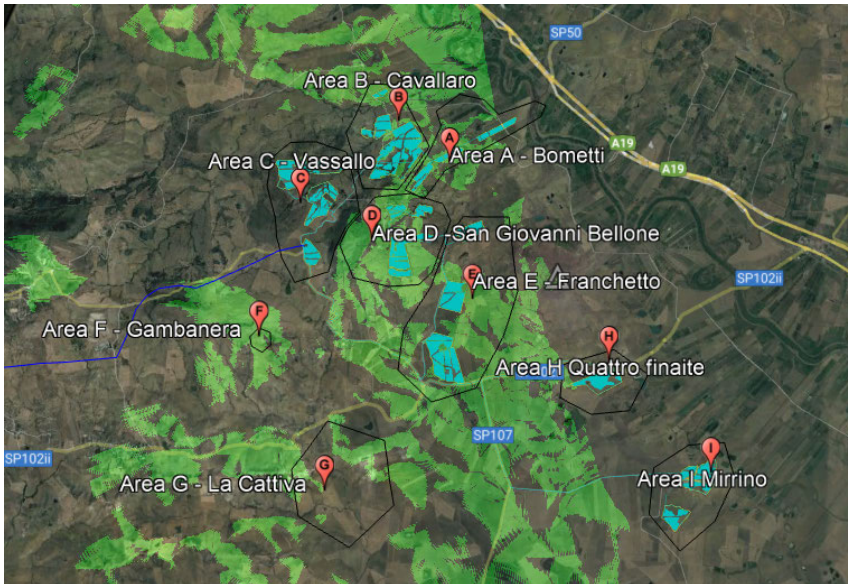 SP50
Area B - Cavallaro
B
A
A19
Area A - Bometti
Area C - Vassallo
A19
C
D
Area D -San Giovanni Bellone
E
Area E - Franchetto
SP102ii
F
Area F - Gambanera
H
Area H Quattro finaite
SP107
I
SP102ii
G
Area G - La Cattiva
Area I Mirrino